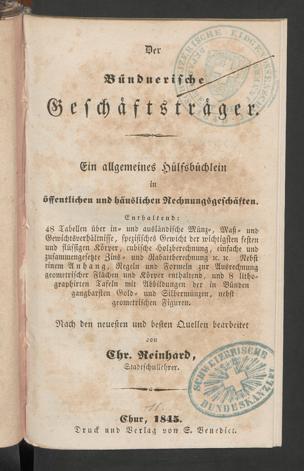 Der
Bündnerische
Geschäftsträger.
Ein allgemeines Hülfsbüchlein
in
öffentlichen und häuslichen Rechnungsgeschäften.
Enthaltend:
48 Tabellen über in- und ausländische Münz-, Maß- und
Gewichtsverhältnisse, spezifisches Gewicht der wichtigsten festen
und flüssigen Körper, cubische Holzberechnung, einfache und
zusammengesetzte Zins- und Rabattberechnung ꝛc. ꝛc. Nebst
einem Anhang, Regeln und Formeln zur Ausrechnung
geometrischer Flächen und Körper enthaltend, und 8 litho-
graphirten Tafeln mit Abbildungen der in Bünden
gangbarsten Gold- und Silbermünzen, nebst
geometrischen Figuren.
Nach den neuesten und besten Quellen bearbeitet
von
Chr. Reinhard,
Stadtschullehrer.
SCHWEIZERISCHE
BUNDESKANZLEI
Chur, 1845.
Druck und Verlag von S. Benedict.